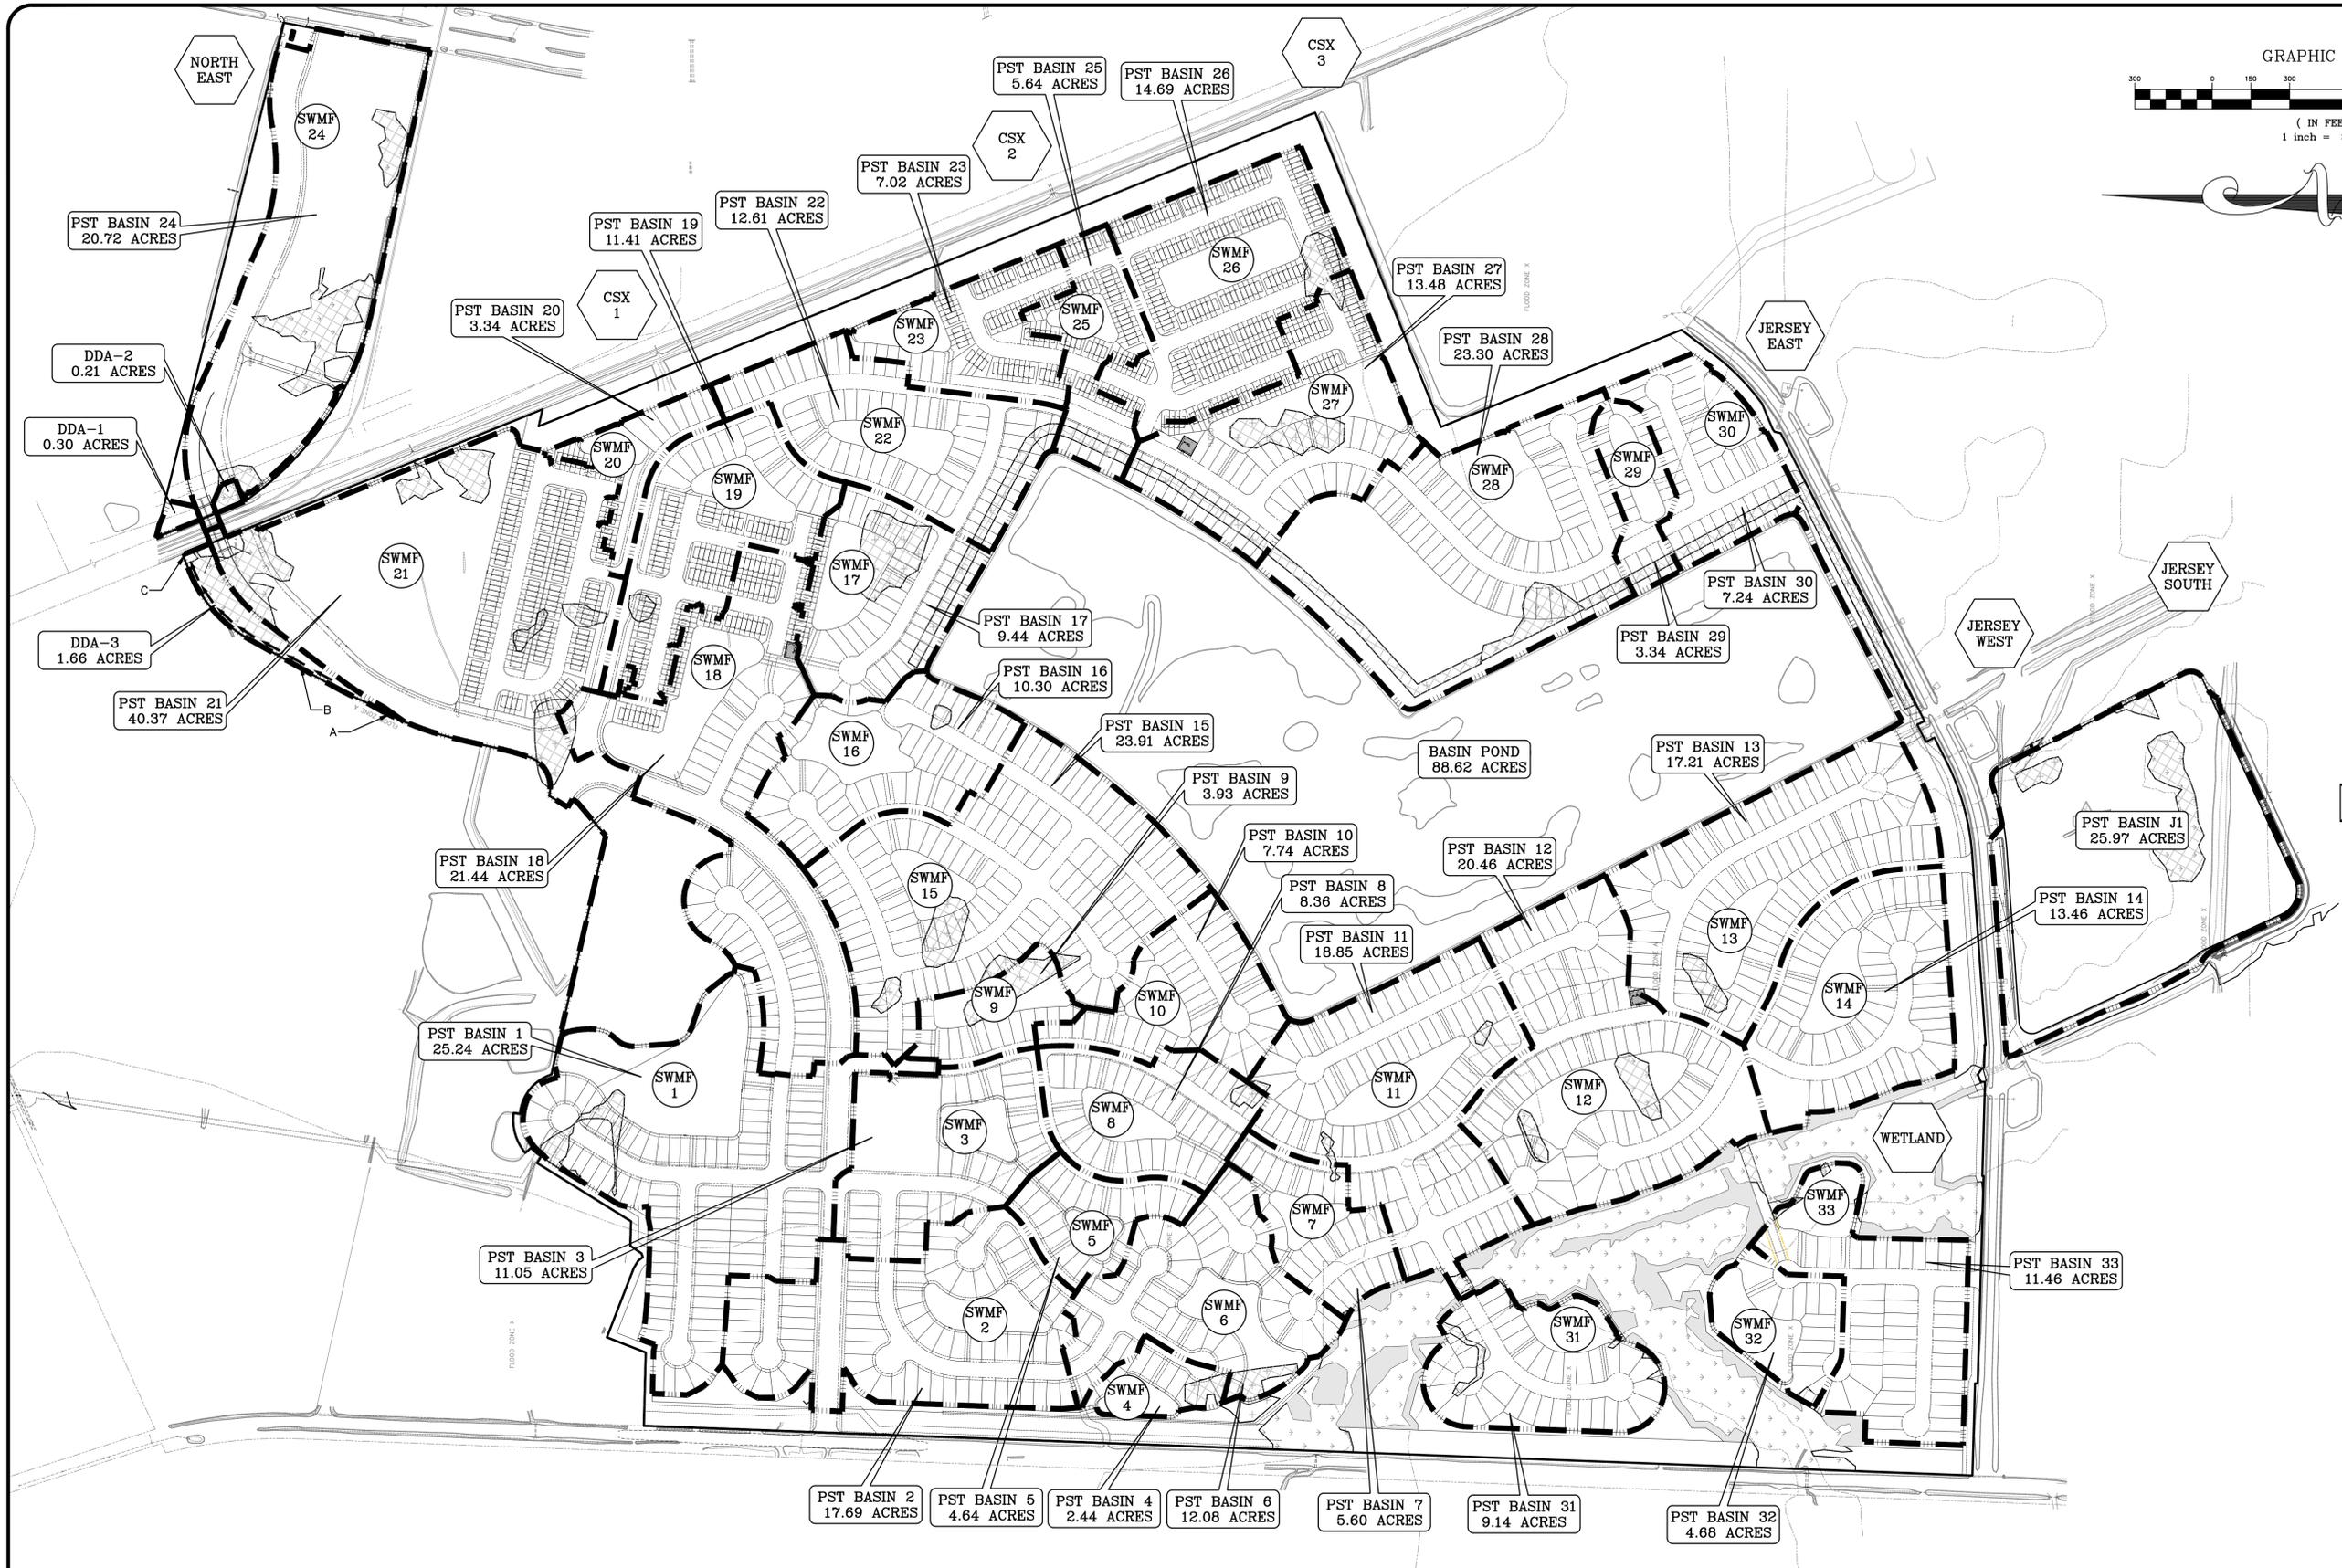 NORTH
EAST
CSX
3
GRAPHIC
300
0
150
300
( IN FEE
1 inch =
PST BASIN 25
5.64 ACRES
PST BASIN 26
14.69 ACRES
SWMF
24
CSX
2
PST BASIN 23
7.02 ACRES
PST BASIN 22
12.61 ACRES
PST BASIN 19
11.41 ACRES
PST BASIN 24
20.72 ACRES
SWMF
26
PST BASIN 27
13.48 ACRES
FLOOD ZONE X
CSX
1
PST BASIN 20
3.34 ACRES
SWMF
23
SWMF
25
PST BASIN 28
23.30 ACRES
JERSEY
EAST
DDA-2
0.21 ACRES
DDA-1
0.30 ACRES
SWMF
27
SWMF
22
SWMF
30
SWMF
20
SWMF
19
SWMF
28
SWMF
29
SWMF
21
SWMF
17
C
JERSEY
SOUTH
PST BASIN 30
7.24 ACRES
FLOOD ZONE X
PST BASIN 17
9.44 ACRES
PST BASIN 29
3.34 ACRES
JERSEY
WEST
DDA-3
1.66 ACRES
SWMF
18
PST BASIN 16
10.30 ACRES
PST BASIN 21
40.37 ACRES
B
A
PST BASIN 15
23.91 ACRES
SWMF
16
BASIN POND
88.62 ACRES
PST BASIN 13
17.21 ACRES
PST BASIN 9
3.93 ACRES
PST BASIN J1
25.97 ACRES
PST BASIN 10
7.74 ACRES
PST BASIN 12
20.46 ACRES
PST BASIN 18
21.44 ACRES
SWMF
15
PST BASIN 8
8.36 ACRES
PST BASIN 14
13.46 ACRES
SWMF
13
PST BASIN 11
18.85 ACRES
FLOOD ZONE X
SWMF
9
SWMF
10
SWMF
14
PST BASIN 1
25.24 ACRES
SWMF
1
SWMF
11
SWMF
12
SWMF
8
SWMF
3
WETLAND
SWMF
33
SWMF
7
SWMF
5
PST BASIN 3
11.05 ACRES
PST BASIN 33
11.46 ACRES
SWMF
6
SWMF
2
SWMF
31
SWMF
32
FLOOD ZONE X
FLOOD ZONE X
FLOOD ZONE X
SWMF
4
PST BASIN 2
17.69 ACRES
PST BASIN 5
4.64 ACRES
PST BASIN 4
2.44 ACRES
PST BASIN 6
12.08 ACRES
PST BASIN 7
5.60 ACRES
PST BASIN 31
9.14 ACRES
PST BASIN 32
4.68 ACRES